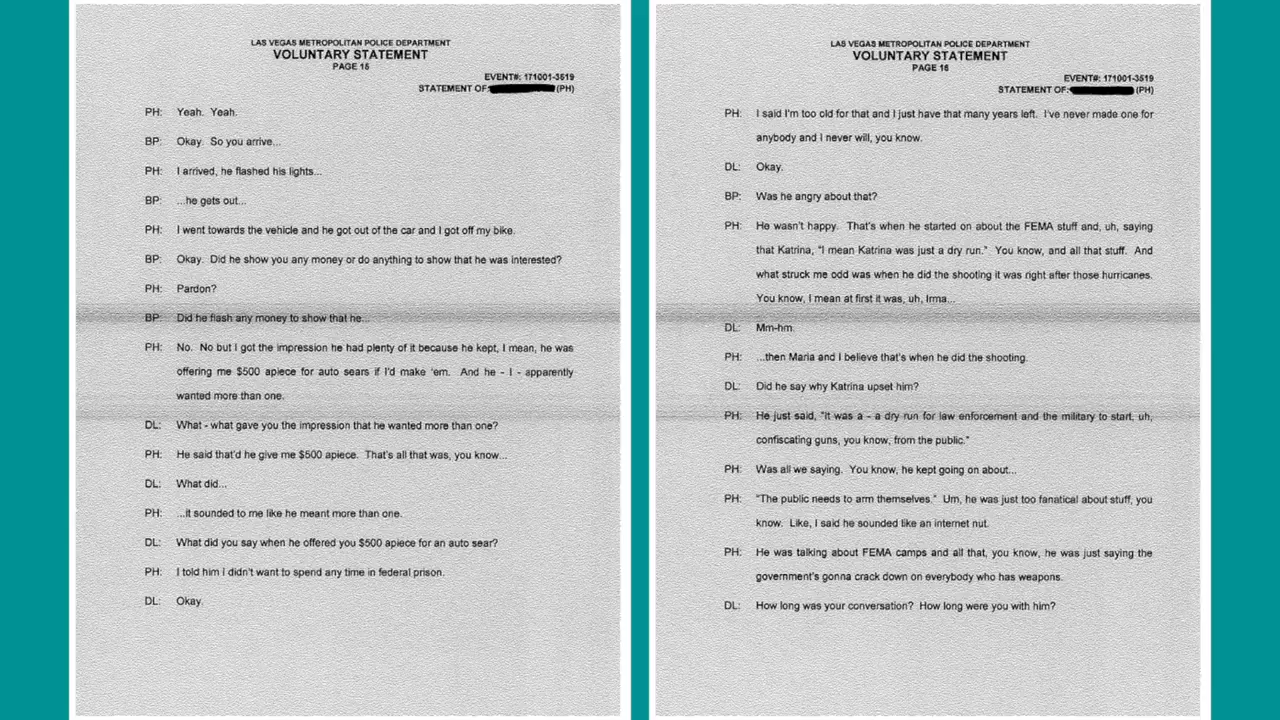 LAS VEGAS METROPOLITAN POLICE DEPARTMENT
VOLUNTARY STATEMENT
PAGE 15
EVENT#: 171001-3519
STATEMENT OF: (PH)
PH: Yeah. Yeah.
BP: Okay. So you arrive...
PH: I arrived, he flashed his lights...
BP: ...he gets out...
PH: I went towards the vehicle and he got out of the car and I got off my bike.
BP: Okay. Did he show you any money or do anything to show that he was interested?
PH: Pardon?
BP: Did he flash any money to show that he...
PH: No. No but I got the impression he had plenty of it because he kept, I mean, he was
offering me $500 apiece for auto sears if I'd make 'em. And he - I - apparently
wanted more than one.
DL: What - what gave you the impression that he wanted more than one?
PH: He said that'd he give me $500 apiece. That's all that was, you know...
DL: What did...
PH: ...it sounded to me like he meant more than one.
DL: What did you say when he offered you $500 apiece for an auto sear?
PH: I told him I didn't want to spend any time in federal prison.
DL: Okay.
LAS VEGAS METROPOLITAN POLICE DEPARTMENT
VOLUNTARY STATEMENT
PAGE 16
EVENT#: 171001-3519
STATEMENT OF: (PH)
PH: I said I'm too old for that and I just have that many years left. I've never made one for
anybody and I never will, you know.
DL: Okay.
BP: Was he angry about that?
PH: He wasn't happy. That's when he started on about the FEMA stuff and, uh, saying
that Katrina, "I mean Katrina was just a dry run." You know, and all that stuff. And
what struck me odd was when he did the shooting it was right after those hurricanes.
You know, I mean at first it was, uh, Irma...
DL: Mm-hm.
PH: ...then Maria and I believe that's when he did the shooting.
DL: Did he say why Katrina upset him?
PH: He just said, "it was a - a dry run for law enforcement and the military to start, uh,
confiscating guns, you know, from the public."
PH: Was all we saying. You know, he kept going on about...
PH: "The public needs to arm themselves." Um, he was just too fanatical about stuff, you
know. Like, I said he sounded like an internet nut.
PH: He was talking about FEMA camps and all that, you know, he was just saying the
government's gonna crack down on everybody who has weapons.
DL: How long was your conversation? How long were you with him?